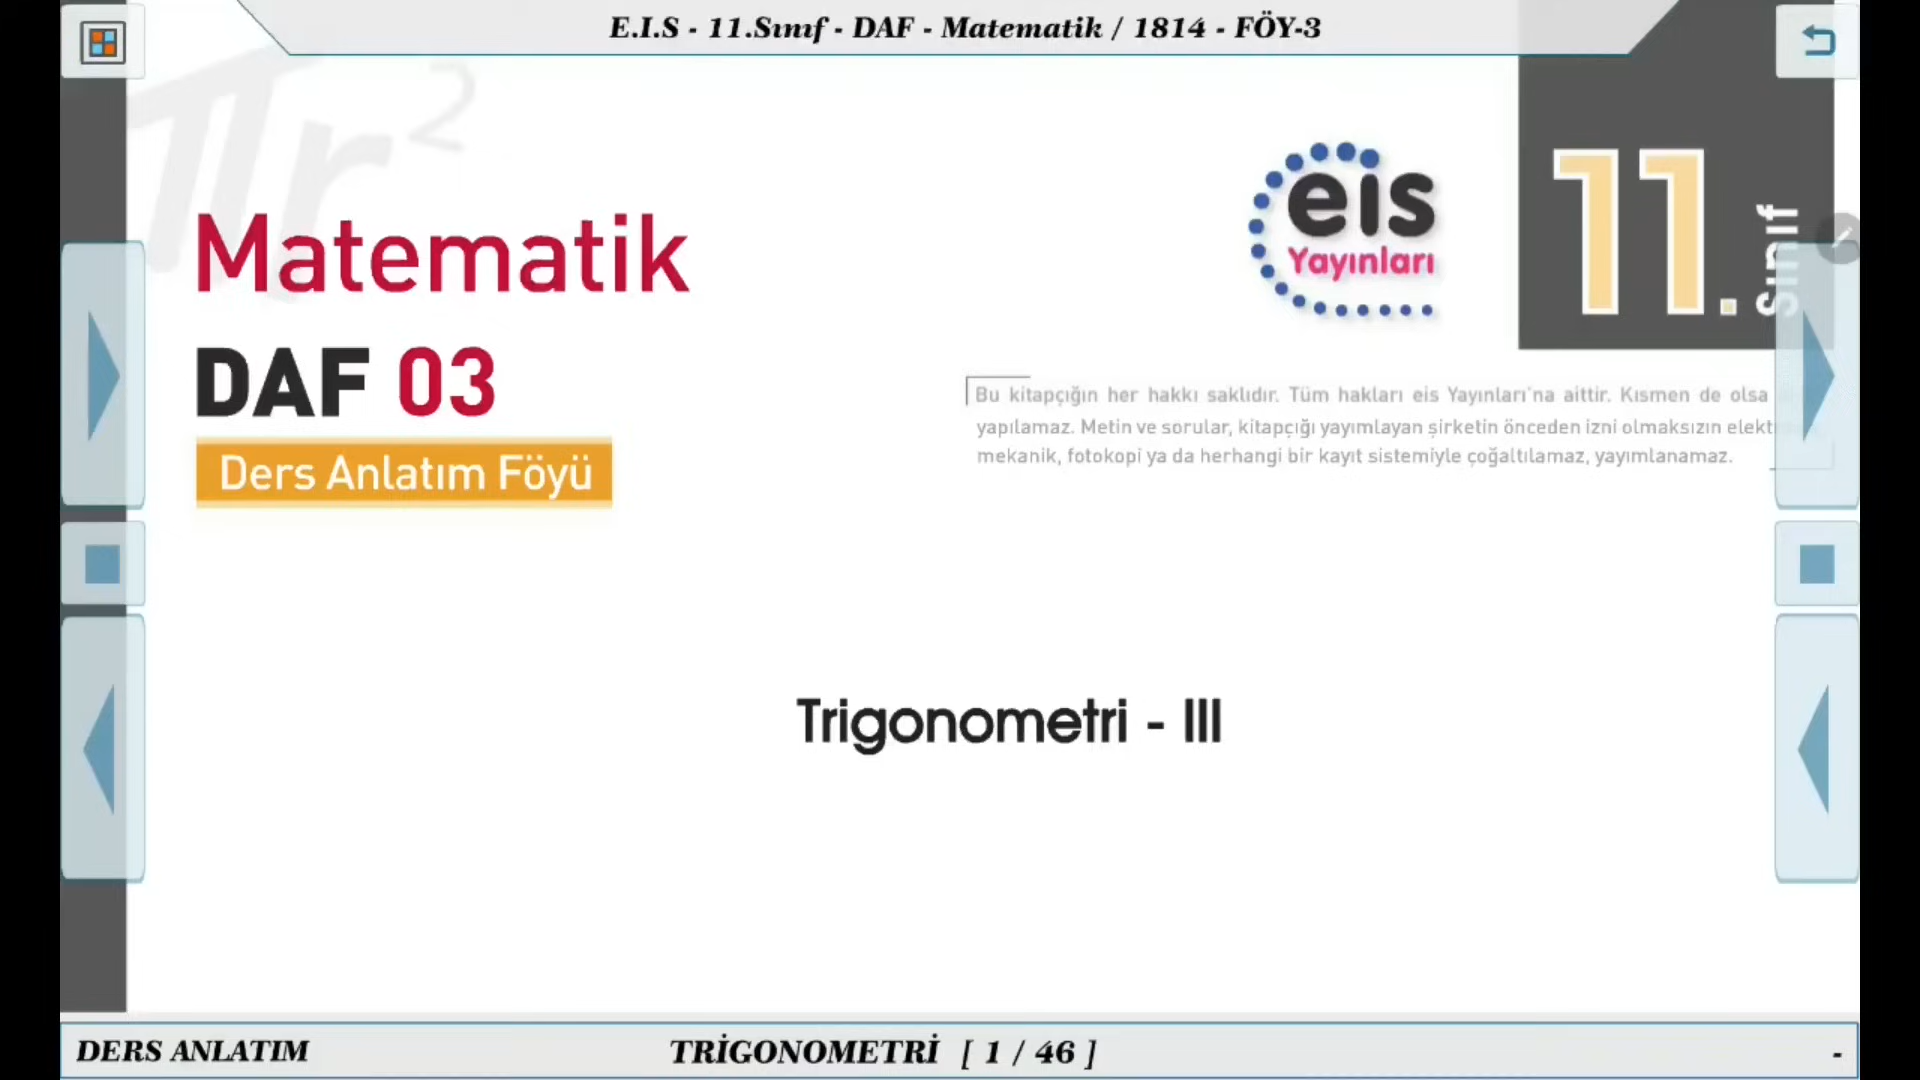 E.I.S - 11.Sınıf - DAF - Matematik / 1814 - FÖY-3
πr²
eis
Yayınları
11.
Sınıf
Matematik
DAF 03
Ders Anlatım Föyü
Bu kitapçığın her hakkı saklıdır. Tüm hakları eis Yayınları'na aittir. Kısmen de olsa
yapılamaz. Metin ve sorular, kitapçığı yayımlayan şirketin önceden izni olmaksızın
mekanik, fotokopi ya da herhangi bir kayıt sistemiyle çoğaltılamaz, yayımlanamaz.
Trigonometri - III
DERS ANLATIM
TRİGONOMETRİ [ 1 / 46 ]
-